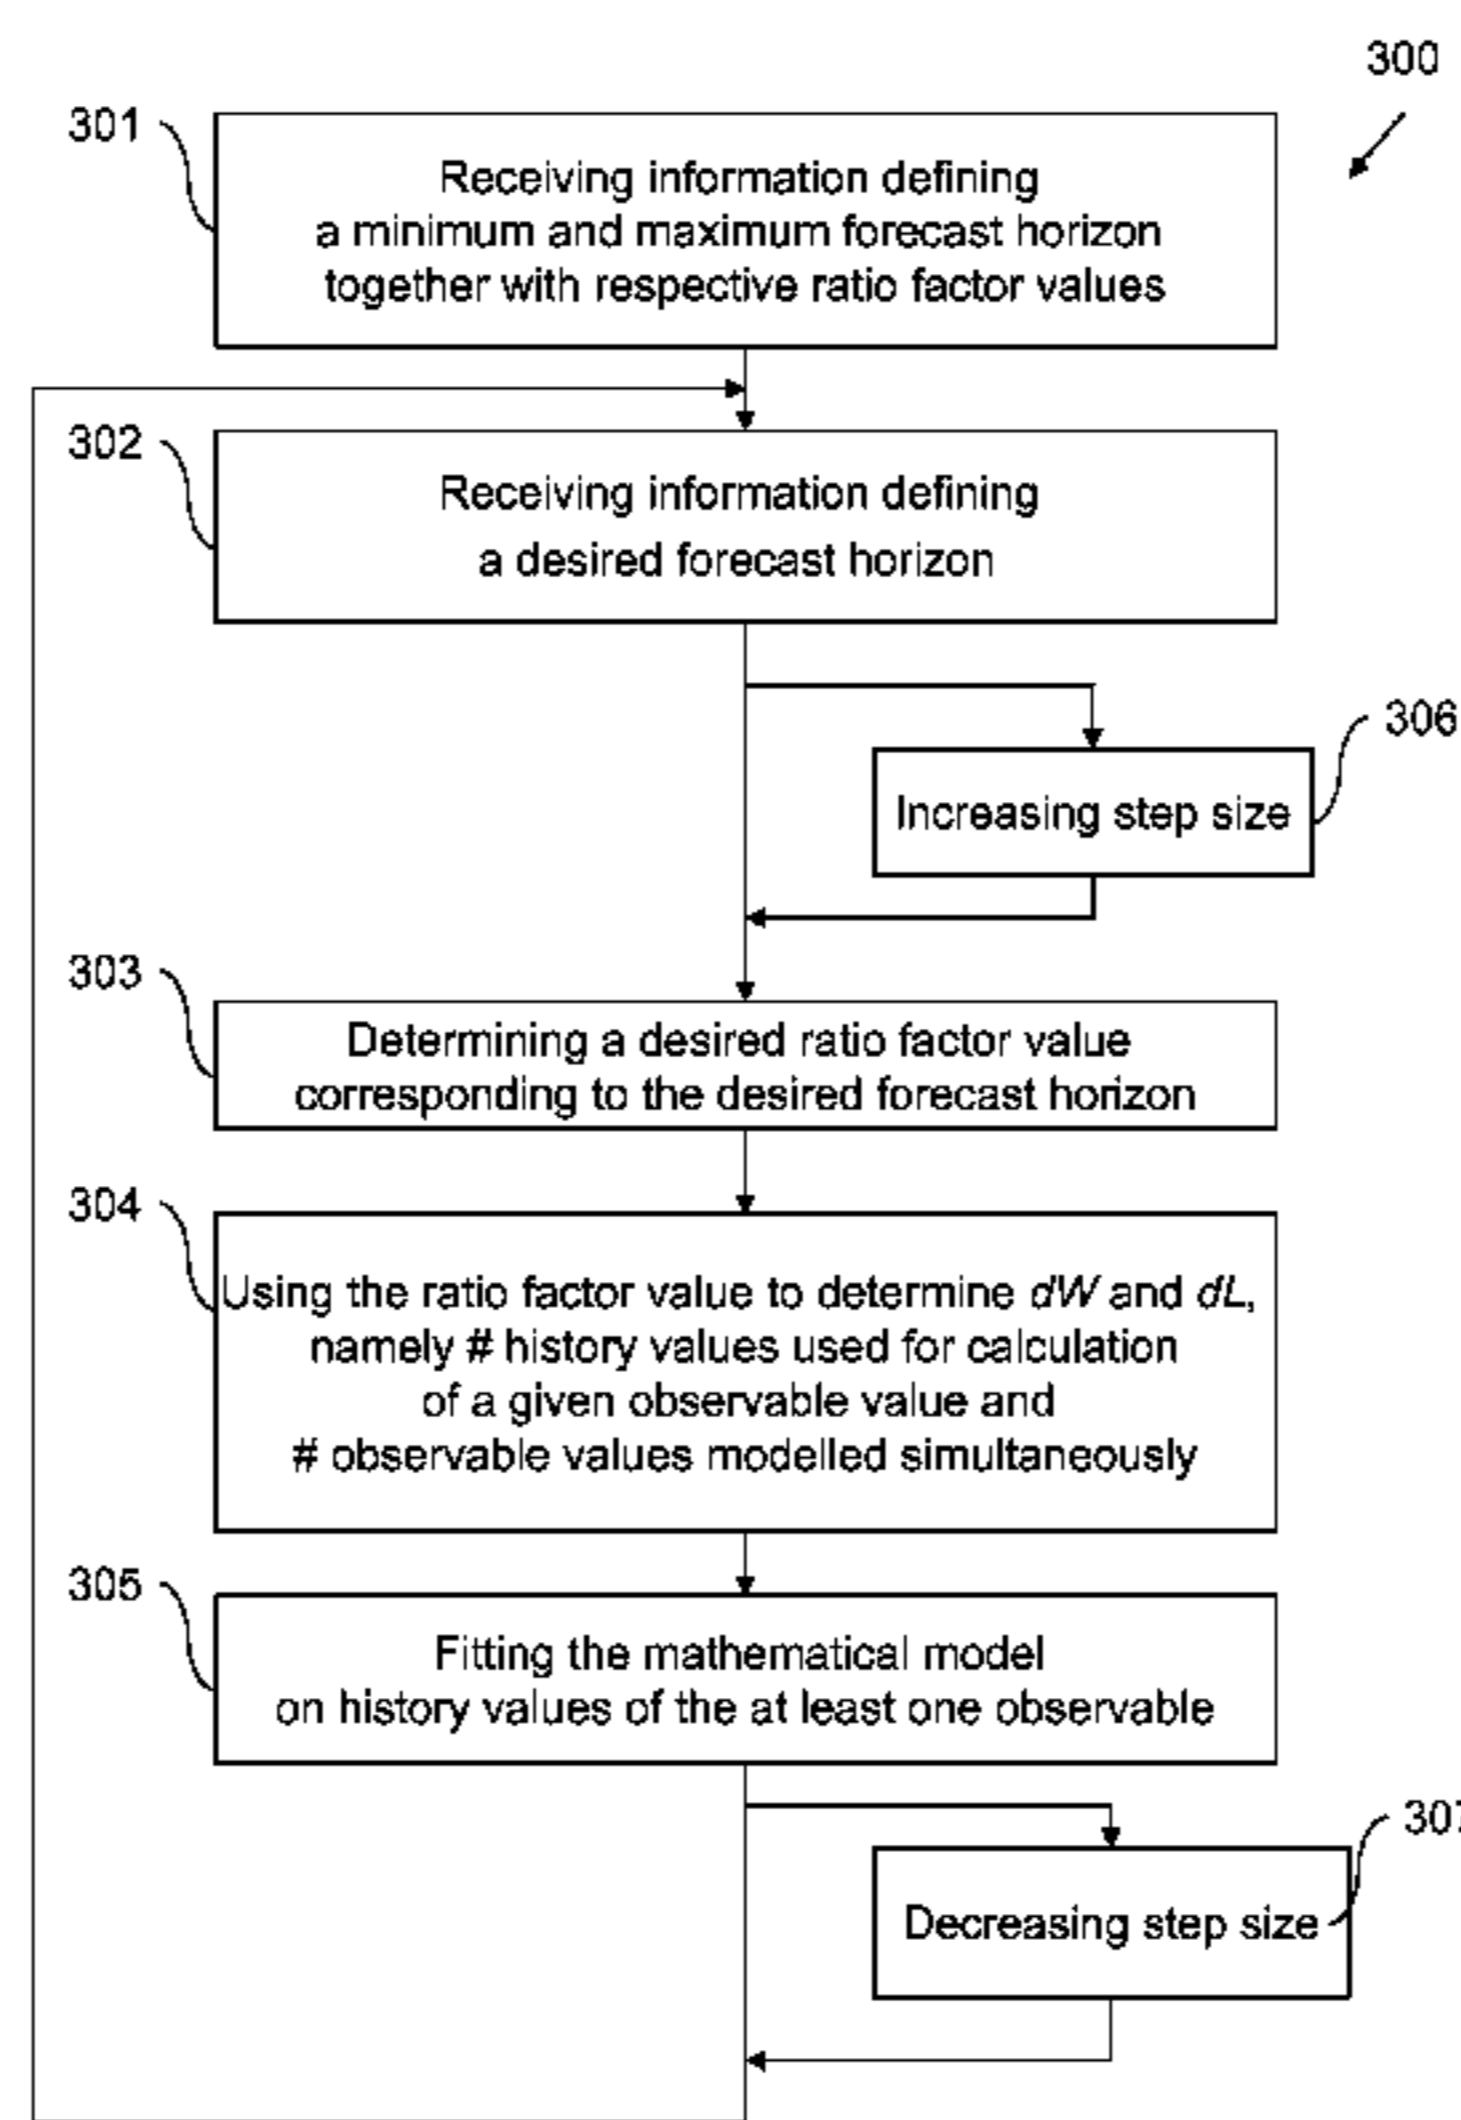 300
301
Receiving information defining
a minimum and maximum forecast horizon
together with respective ratio factor values
302
Receiving information defining
a desired forecast horizon
306
Increasing step size
303
Determining a desired ratio factor value
corresponding to the desired forecast horizon
304
Using the ratio factor value to determine dW and dL,
namely # history values used for calculation
of a given observable value and
# observable values modelled simultaneously
305
Fitting the mathematical model
on history values of the at least one observable
307
Decreasing step size